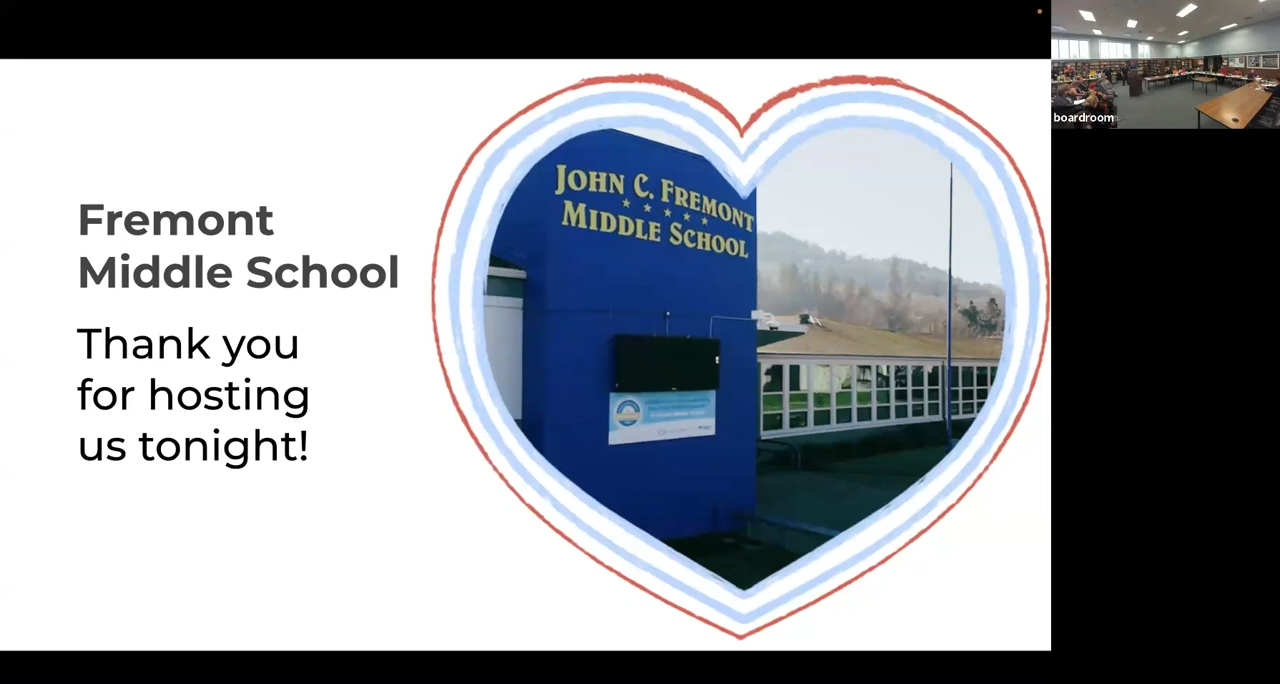 Fremont
Middle School
Thank you
for hosting
us tonight!
JOHN C. FREMONT
MIDDLE SCHOOL
boardroom